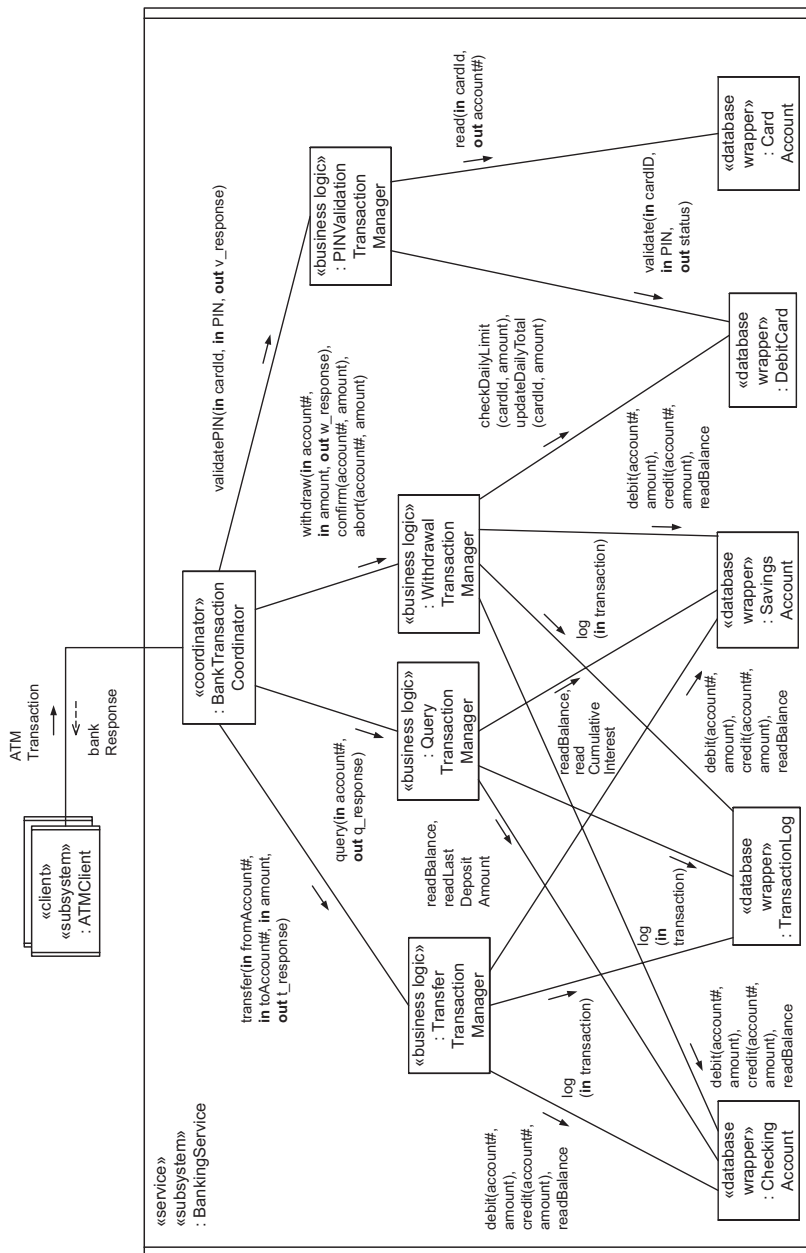 ATM
Transaction
bank
Response
«client»
«subsystem»
: ATMClient
«service»
«subsystem»
: BankingService
«coordinator»
: BankTransaction
Coordinator
transfer(in fromAccount#,
in toAccount#, in amount,
out t_response)
query(in account#,
out q_response)
withdraw(in account#,
in amount, out w_response),
confirm(account#, amount),
abort(account#, amount)
validatePIN(in cardId, in PIN, out v_response)
«business logic»
: Transfer
Transaction
Manager
«business logic»
: Query
Transaction
Manager
«business logic»
: Withdrawal
Transaction
Manager
«business logic»
: PINValidation
Transaction
Manager
debit(account#,
amount),
credit(account#,
amount),
readBalance
log
(in transaction)
readBalance,
readLast
Deposit
Amount
log
(in
transaction)
readBalance,
read
Cumulative
Interest
log
(in transaction)
checkDailyLimit
(cardId, amount),
updateDailyTotal
(cardId, amount)
debit(account#,
amount),
credit(account#,
amount),
readBalance
read(in cardId,
out account#)
validate(in cardID,
in PIN,
out status)
debit(account#,
amount),
credit(account#,
amount),
readBalance
debit(account#,
amount),
credit(account#,
amount),
readBalance
«database
wrapper»
: Checking
Account
«database
wrapper»
: TransactionLog
«database
wrapper»
: Savings
Account
«database
wrapper»
: DebitCard
«database
wrapper»
: Card
Account